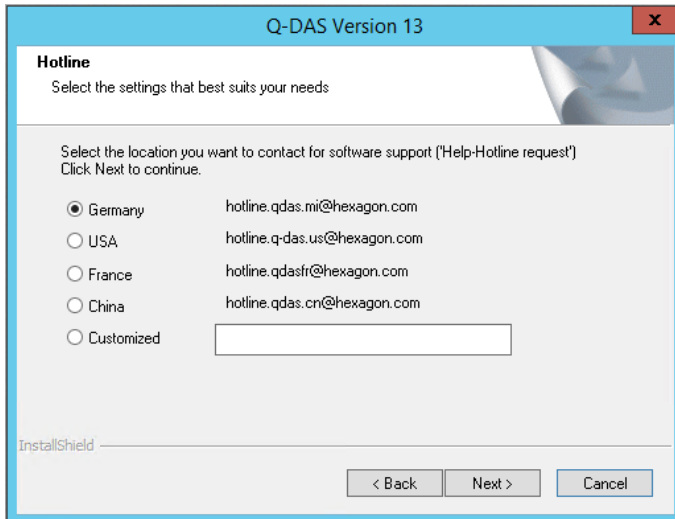 Q-DAS Version 13
x
Hotline
Select the settings that best suits your needs
Select the location you want to contact for software support ('Help-Hotline request')
Click Next to continue.
Germany hotline.qdas.mi@hexagon.com
USA hotline.q-das.us@hexagon.com
France hotline.qdasfr@hexagon.com
China hotline.qdas.cn@hexagon.com
Customized
InstallShield
< Back Next > Cancel